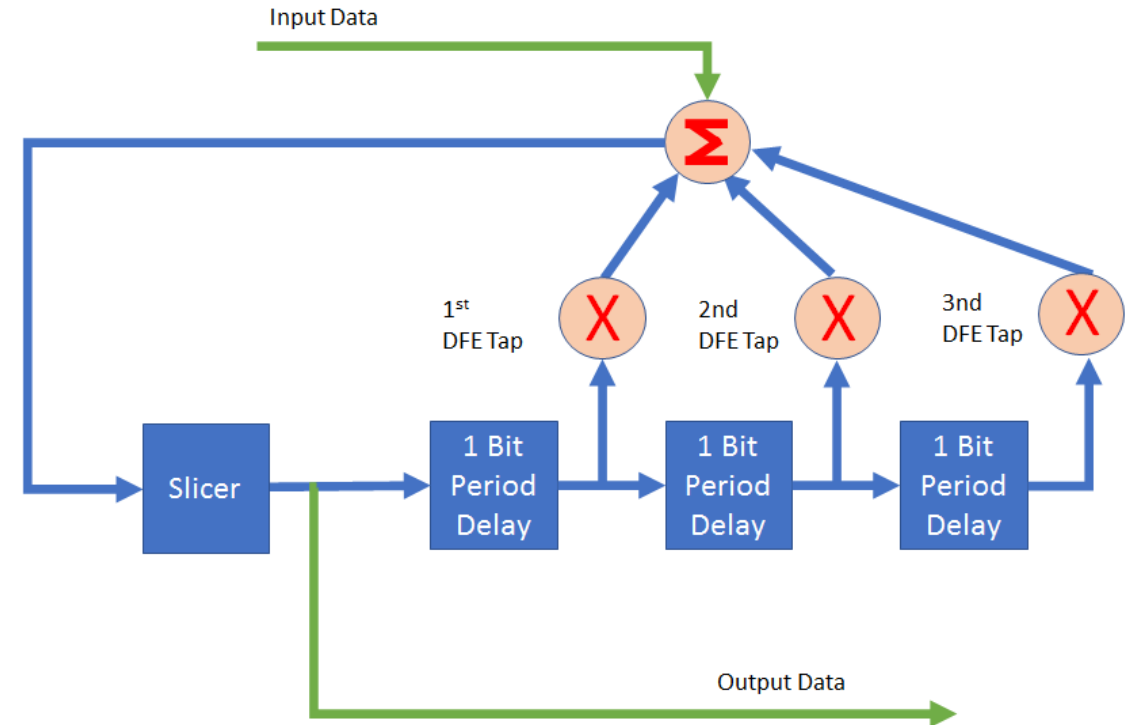 Input Data
Σ
1st
DFE Tap
X
2nd
DFE Tap
X
3nd
DFE Tap
X
Slicer
1 Bit
Period
Delay
1 Bit
Period
Delay
1 Bit
Period
Delay
Output Data